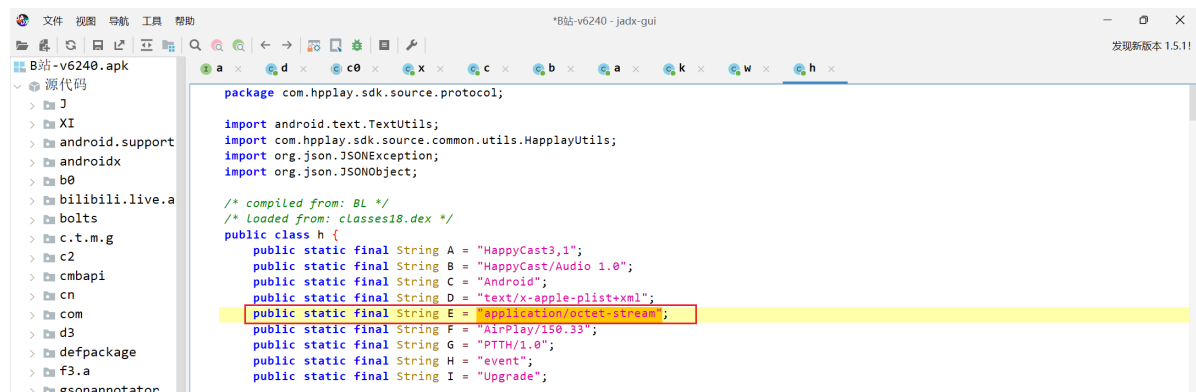 文件 视图 导航 工具 帮助
*B站-v6240 - jadx-gui
发现新版本 1.5.1!
B站-v6240.apk
源代码
J
XI
android.support
androidx
b0
bilibili.live.a
bolts
c.t.m.g
c2
cmbapi
cn
com
d3
defpackage
f3.a
gsonannotator
a d c0 x c b a k w h
package com.hpplay.sdk.source.protocol;
import android.text.TextUtils;
import com.hpplay.sdk.source.common.utils.HapplayUtils;
import org.json.JSONException;
import org.json.JSONObject;
/* compiled from: BL */
/* loaded from: classes18.dex */
public class h {
public static final String A = "HappyCast3,1";
public static final String B = "HappyCast/Audio 1.0";
public static final String C = "Android";
public static final String D = "text/x-apple-plist+xml";
public static final String E = "application/octet-stream";
public static final String F = "AirPlay/150.33";
public static final String G = "PTTH/1.0";
public static final String H = "event";
public static final String I = "Upgrade";